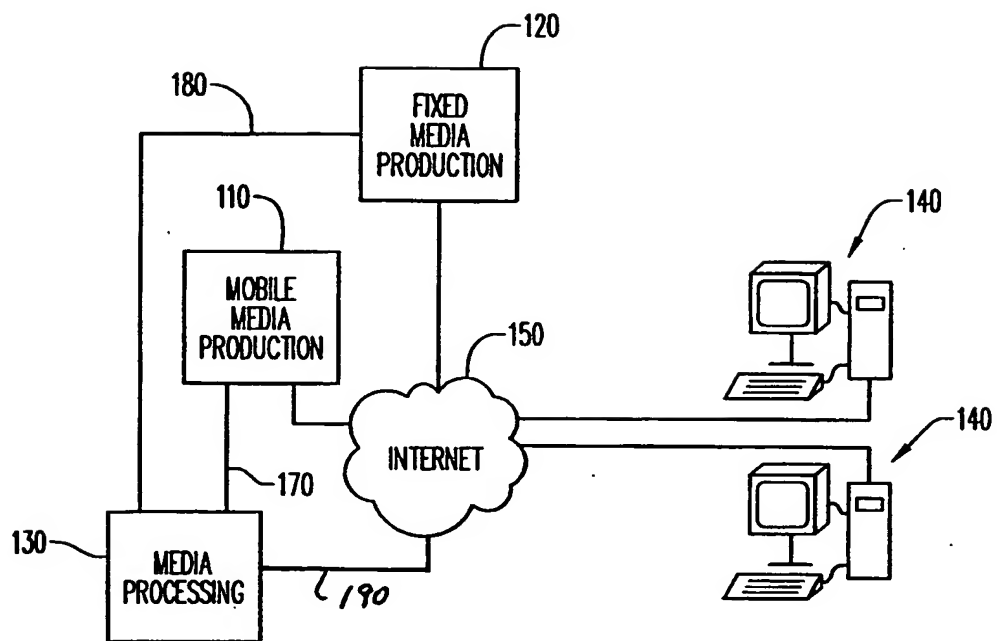 120
180
FIXED
MEDIA
PRODUCTION
110
140
MOBILE
MEDIA
PRODUCTION
150
INTERNET
140
170
130
MEDIA
PROCESSING
190